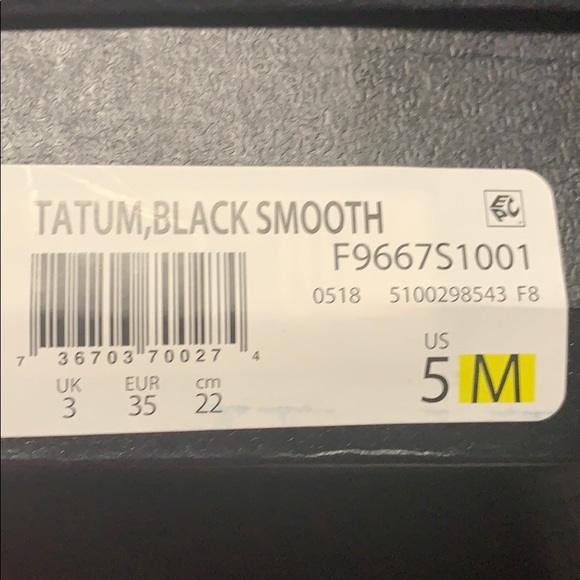 TATUM,BLACK SMOOTH
EPC
F9667S1001
0518 5100298543 F8
7 36703 70027 4
UK EUR cm
3 35 22
US
5 M